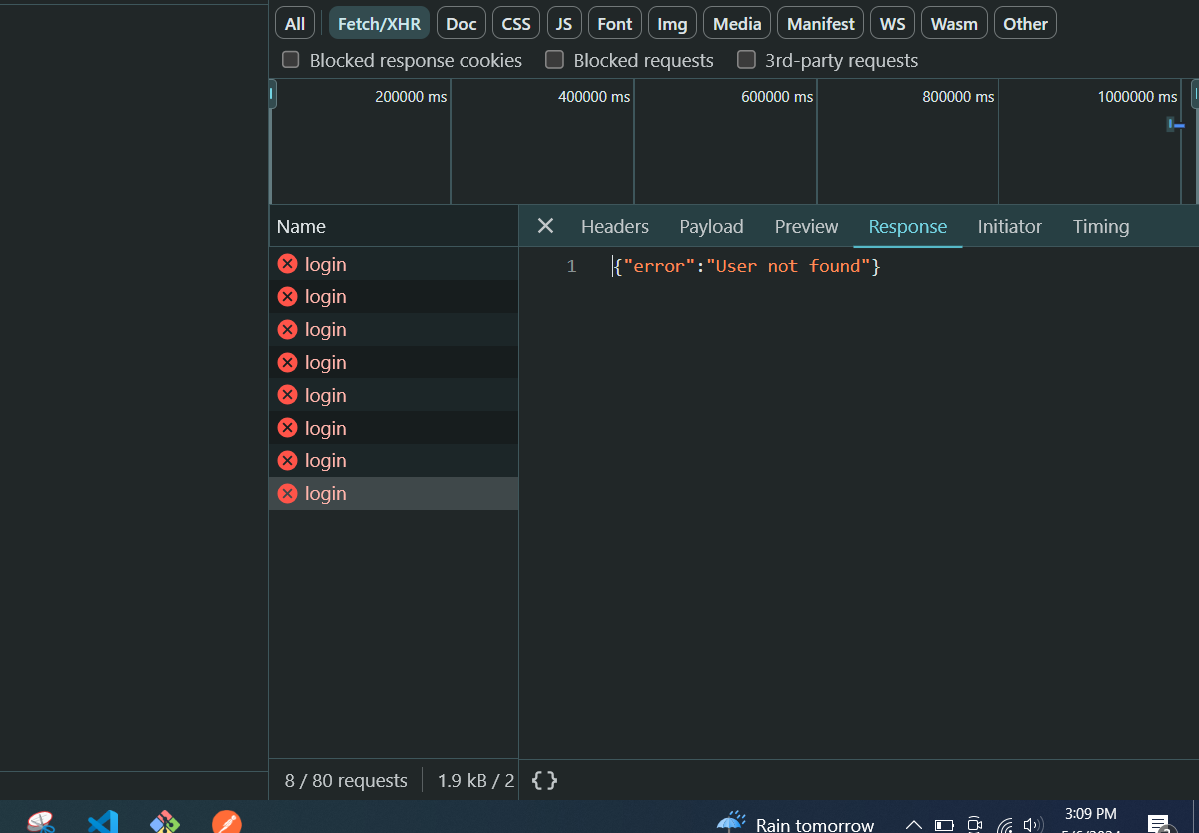 All Fetch/XHR Doc CSS JS Font Img Media Manifest WS Wasm Other
Blocked response cookies Blocked requests 3rd-party requests
200000 ms 400000 ms 600000 ms 800000 ms 1000000 ms
Name
Headers Payload Preview Response Initiator Timing
login
login
login
login
login
login
login
login
1 {"error":"User not found"}
8 / 80 requests 1.9 kB / 2 {}
Rain tomorrow
3:09 PM